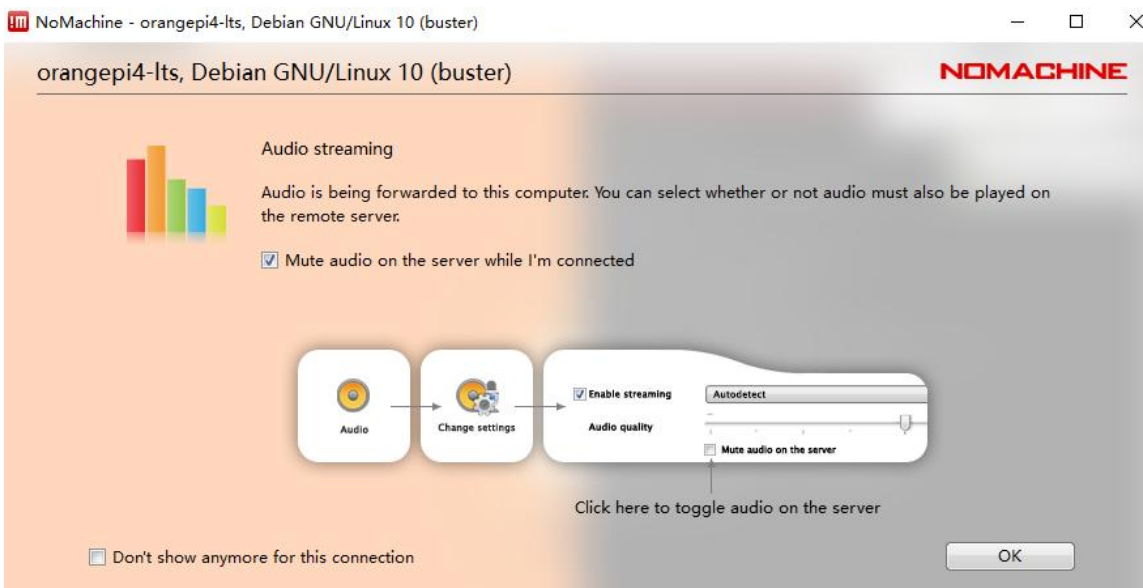 NoMachine - orangepi4-lts, Debian GNU/Linux 10 (buster)
orangepi4-lts, Debian GNU/Linux 10 (buster)
NOMACHINE
Audio streaming
Audio is being forwarded to this computer. You can select whether or not audio must also be played on
the remote server.
Mute audio on the server while I'm connected
Audio
Change settings
Enable streaming
Autodetect
Audio quality
Mute audio on the server
Click here to toggle audio on the server
Don't show anymore for this connection
OK